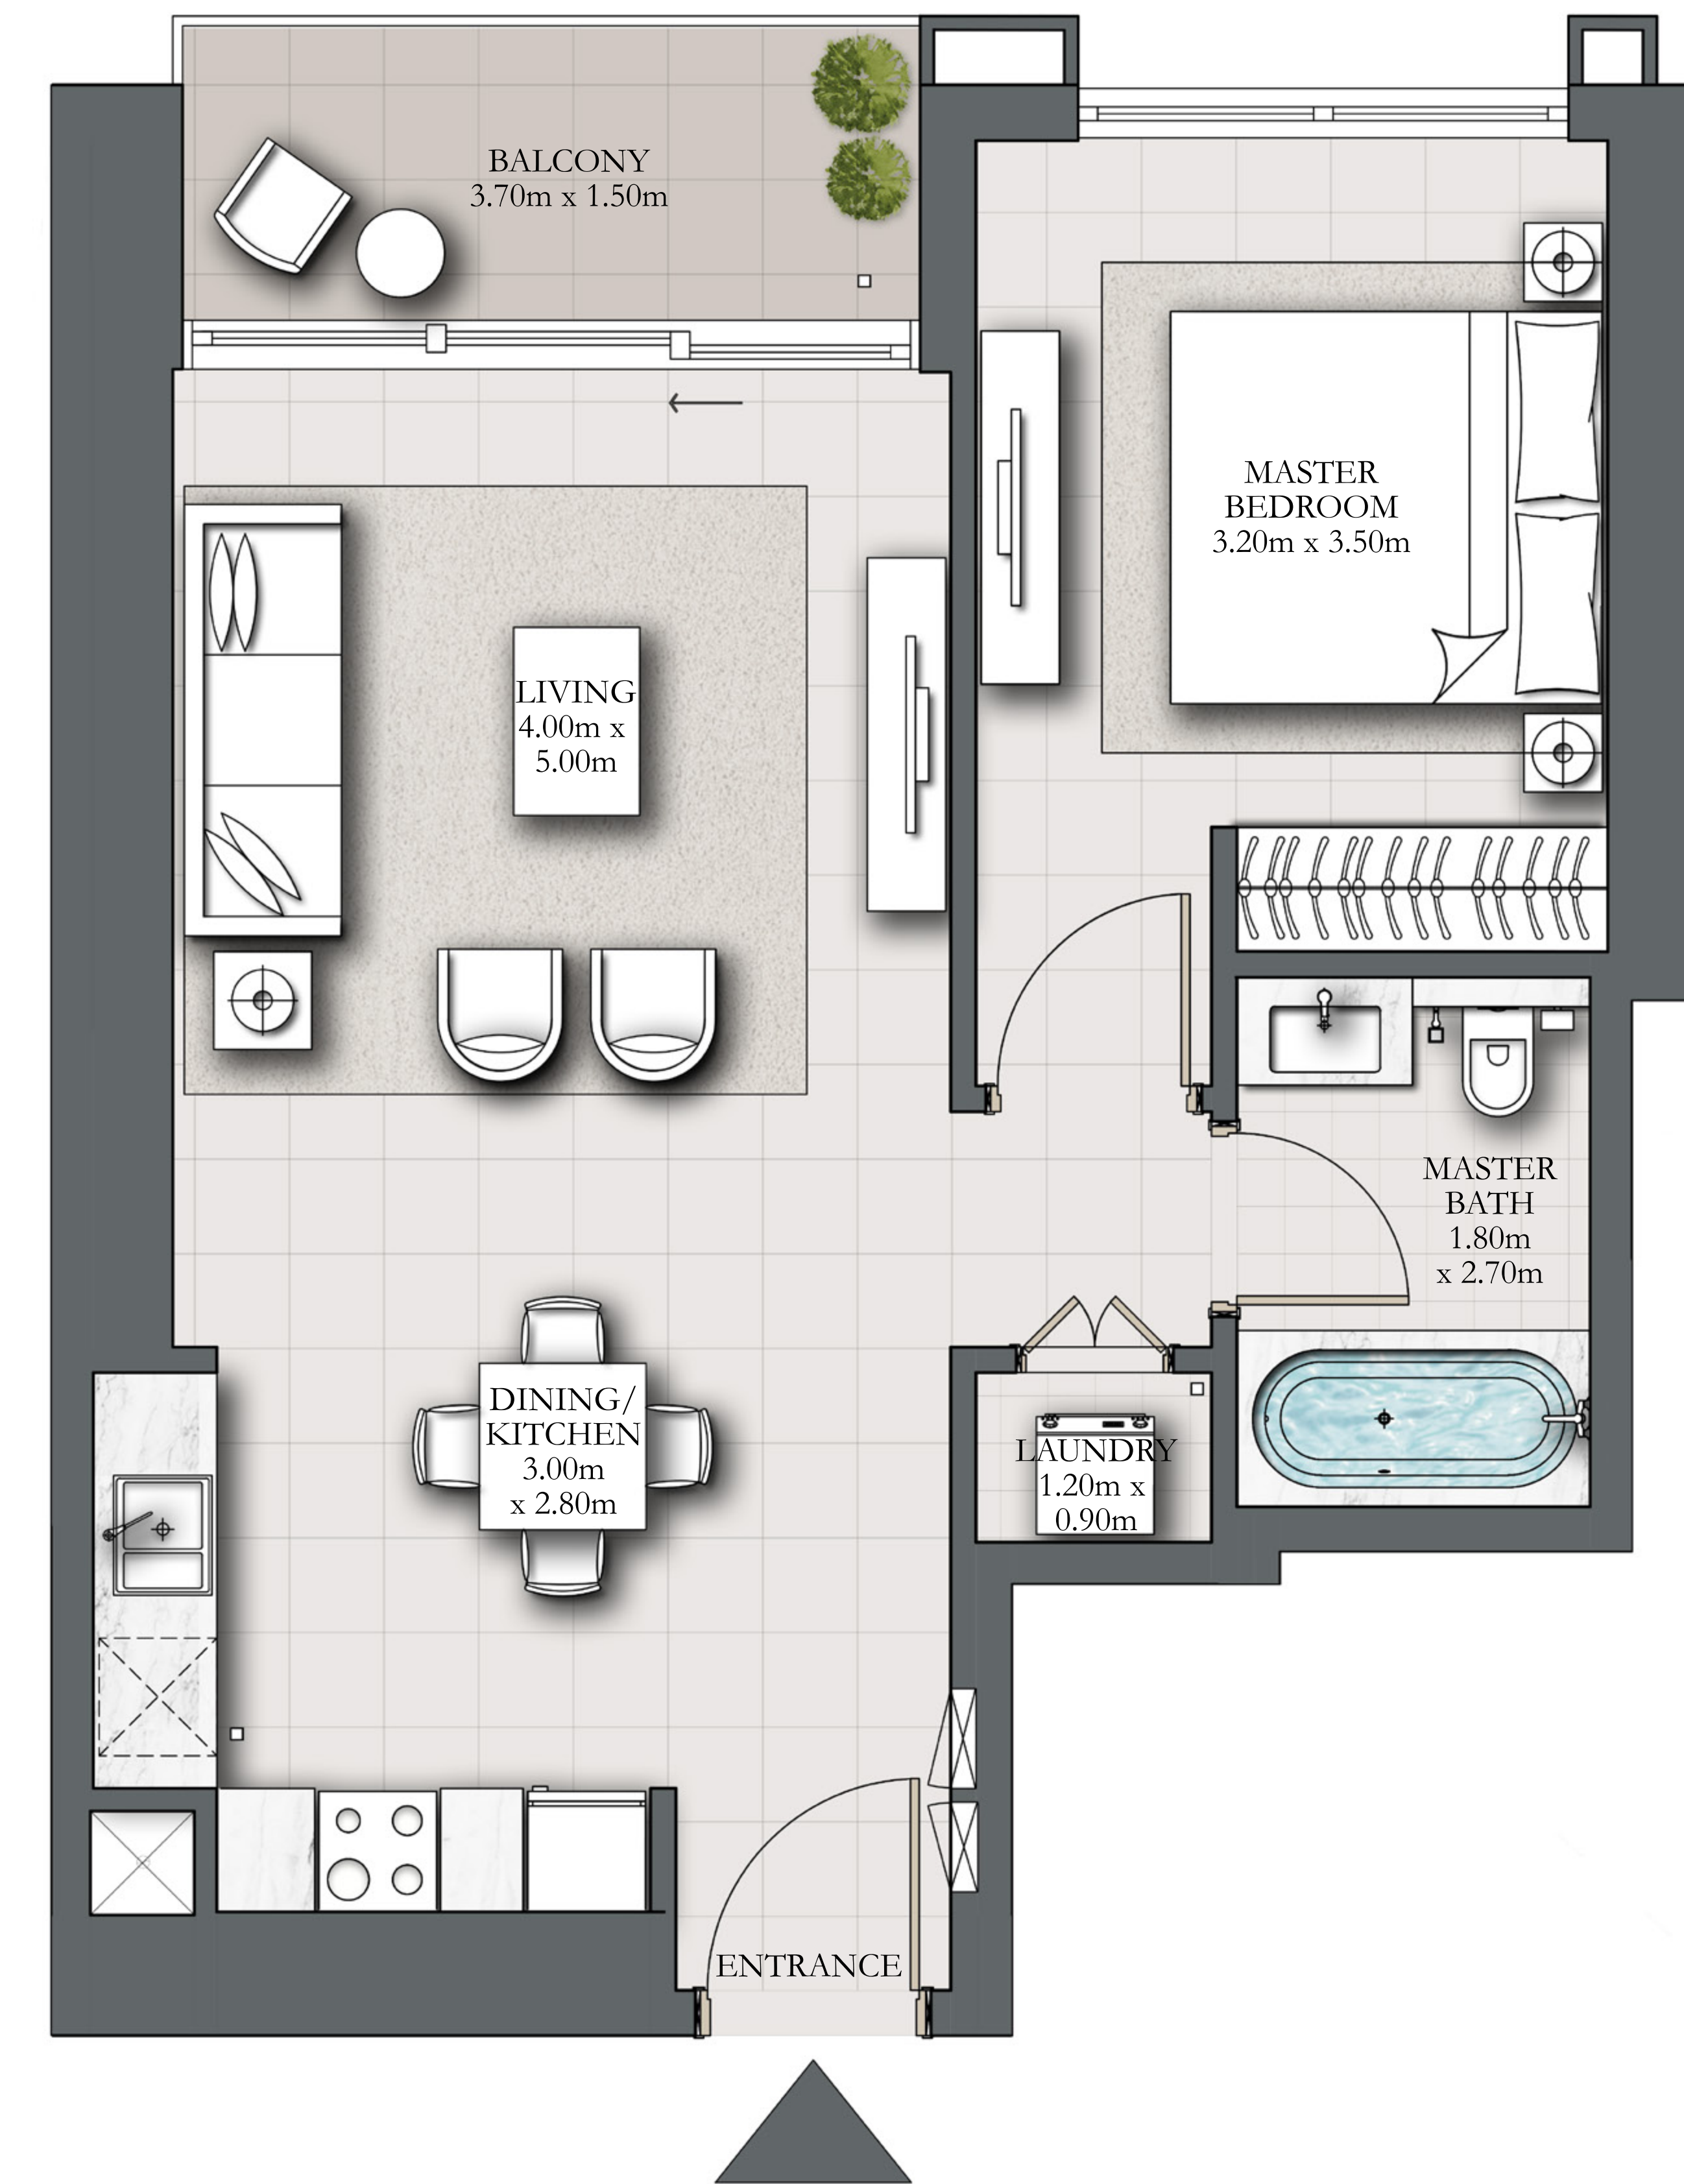 BALCONY
3.70m x 1.50m
MASTER
BEDROOM
3.20m x 3.50m
LIVING
4.00m x
5.00m
MASTER
BATH
1.80m
x 2.70m
DINING/
KITCHEN
3.00m
x 2.80m
LAUNDRY
1.20m x
0.90m
ENTRANCE